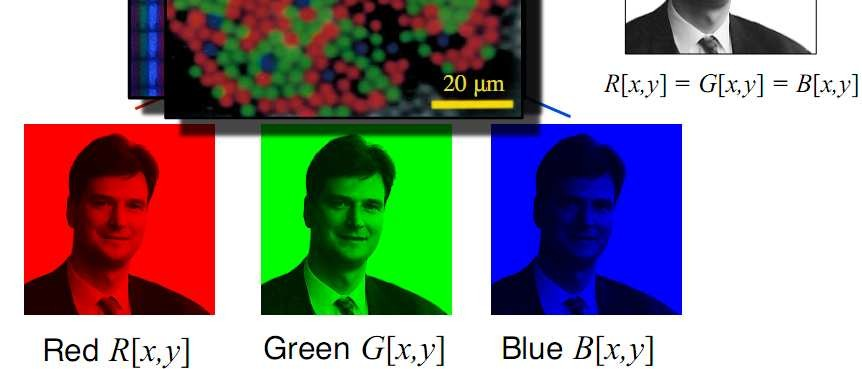 20 μm
R[x,y] = G[x,y] = B[x,y]
Red R[x,y]
Green G[x,y]
Blue B[x,y]